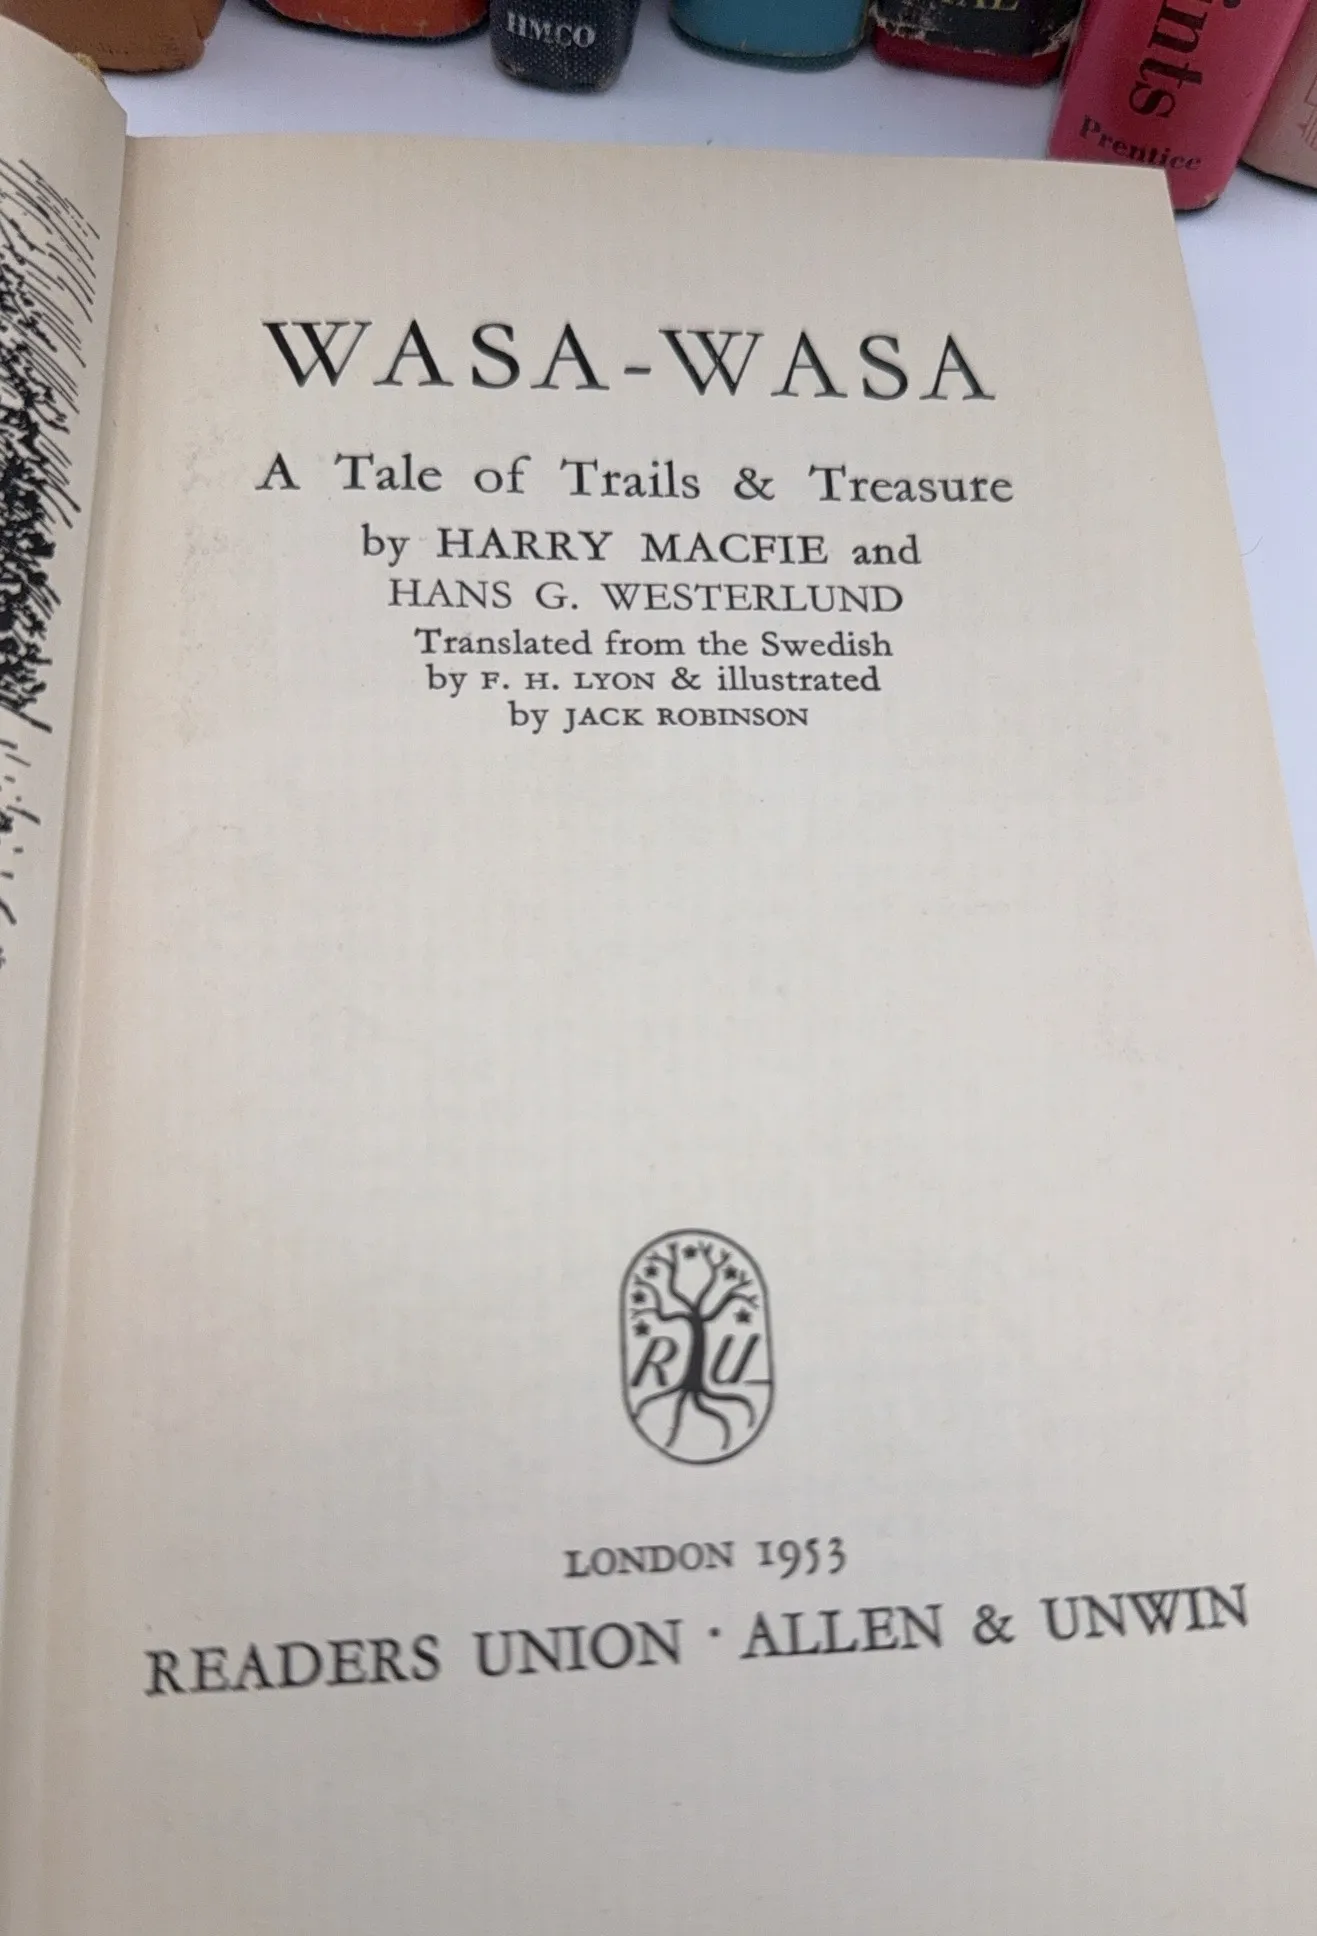 HMCO
ints
Prentice
WASA-WASA
A Tale of Trails & Treasure
by HARRY MACFIE and
HANS G. WESTERLUND
Translated from the Swedish
by F. H. LYON & illustrated
by JACK ROBINSON
R U
LONDON 1953
READERS UNION · ALLEN & UNWIN